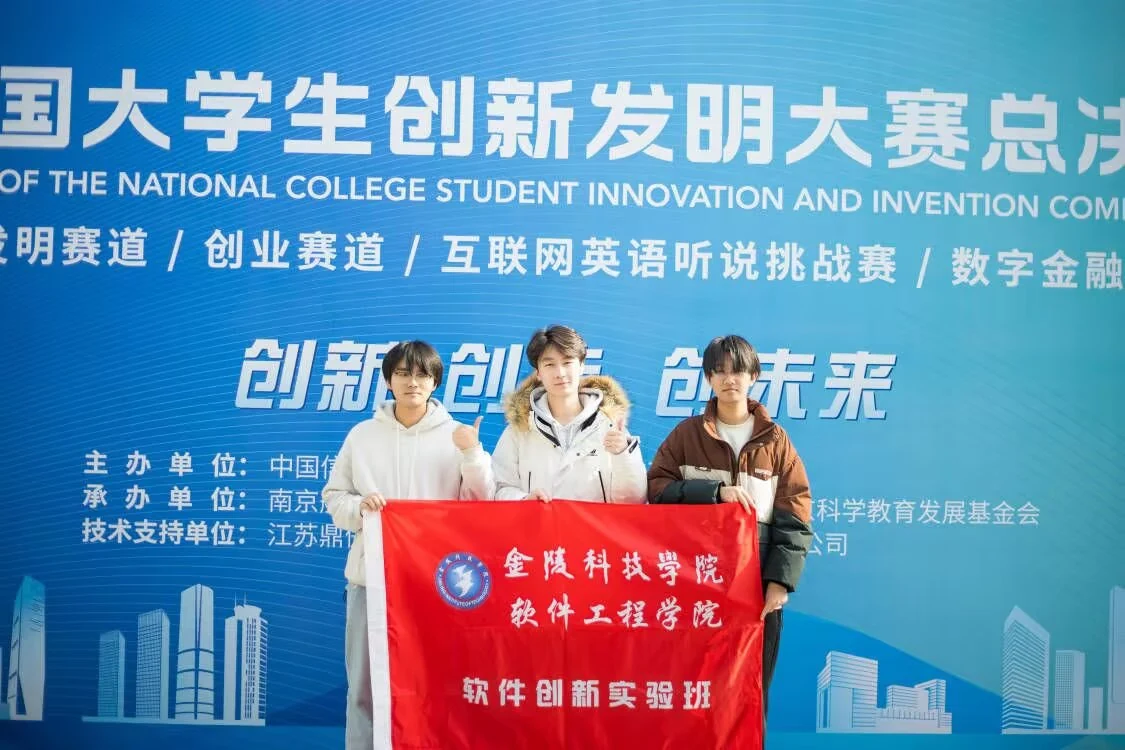 国大学生创新发明大赛总决
OF THE NATIONAL COLLEGE STUDENT INNOVATION AND INVENTION COMP
发明赛道 / 创业赛道 / 互联网英语听说挑战赛 / 数字金融
创新 创 创未来
主办单位：中国信
承办单位：南京 科学教育发展基金会
技术支持单位：江苏鼎 公司
金陵科技學院
软件工程学院
软件创新实验班